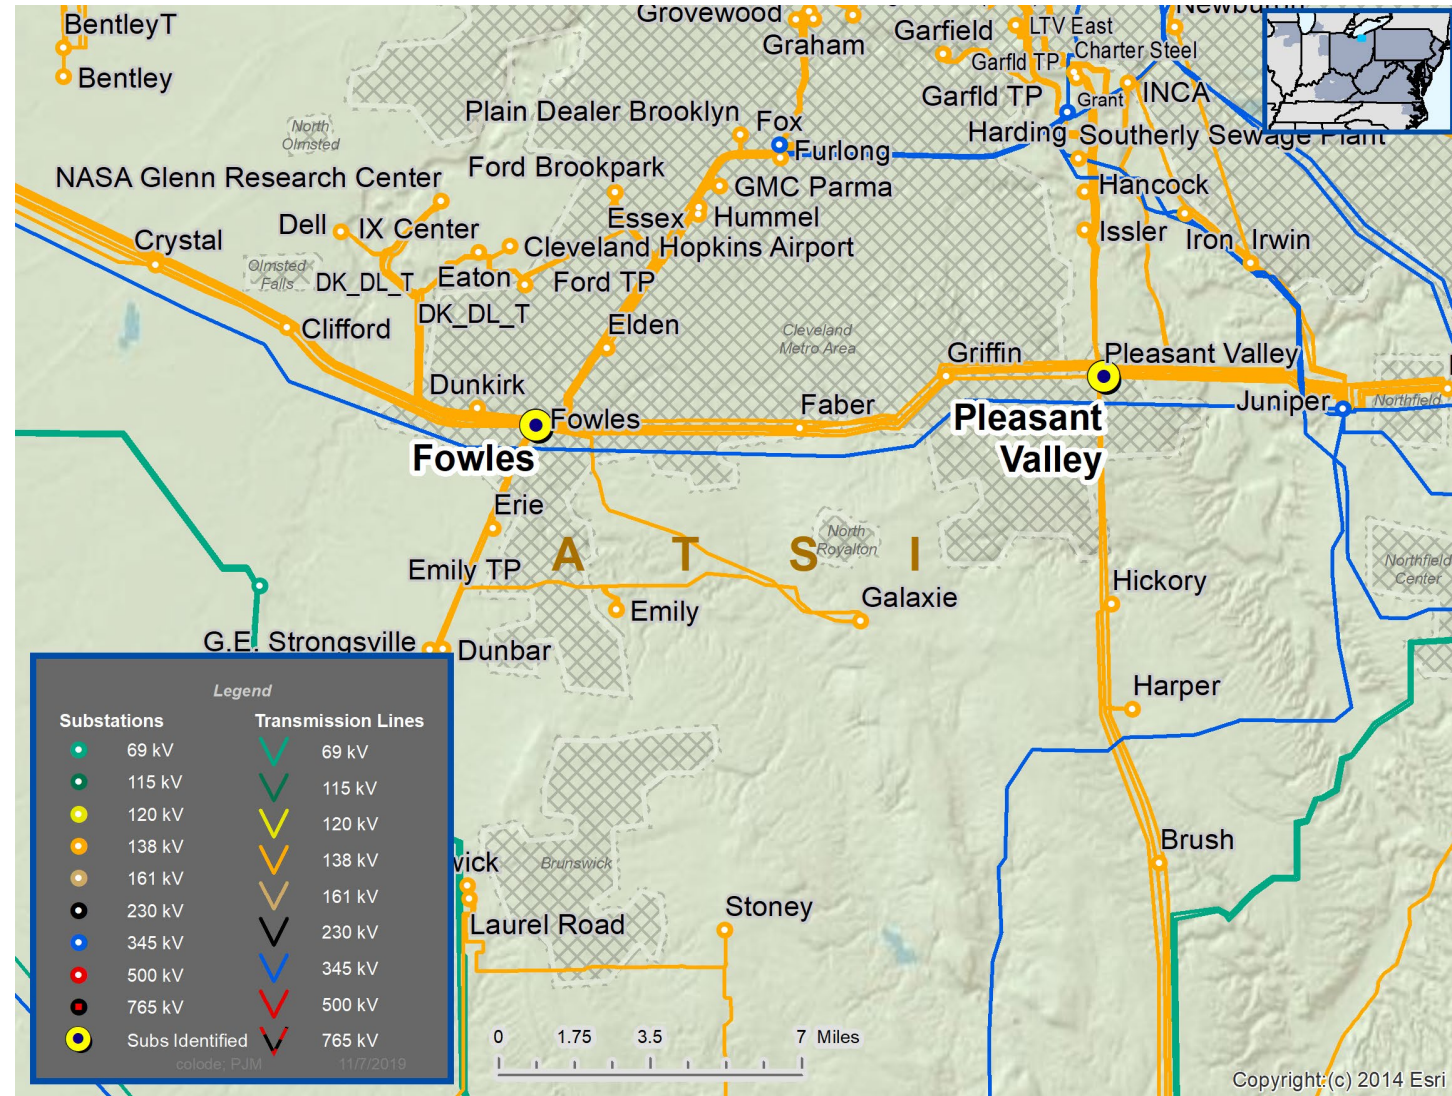 BentleyT
Bentley
Grovewood
Graham
Garfield
LTV East
Garfld TP
Charter Steel
Garfld TP
Grant
INCA
Plain Dealer Brooklyn
Fox
Harding
Southerly Sewage Plant
North
Olmsted
Furlong
Ford Brookpark
NASA Glenn Research Center
GMC Parma
Hancock
Essex
Hummel
Dell
IX Center
Cleveland Hopkins Airport
Issler
Iron
Irwin
Crystal
Olmsted
Falls
DK_DL_T
Eaton
Ford TP
DK_DL_T
Clifford
Elden
Cleveland
Metro Area
Griffin
Pleasant Valley
Dunkirk
Fowles
Faber
Juniper
Northfield
Pleasant
Valley
Fowles
Erie
A T S I
North
Royalton
Northfield
Center
Emily TP
Emily
Galaxie
Hickory
G.E. Strongsville
Dunbar
Harper
Legend
Substations
Transmission Lines
69 kV
69 kV
115 kV
115 kV
120 kV
120 kV
138 kV
138 kV
161 kV
161 kV
230 kV
230 kV
345 kV
345 kV
500 kV
500 kV
765 kV
765 kV
Subs Identified
colode; PJM
11/7/2019
Brunswick
Brush
Laurel Road
Stoney
0 1.75 3.5 7 Miles
Copyright:(c) 2014 Esri